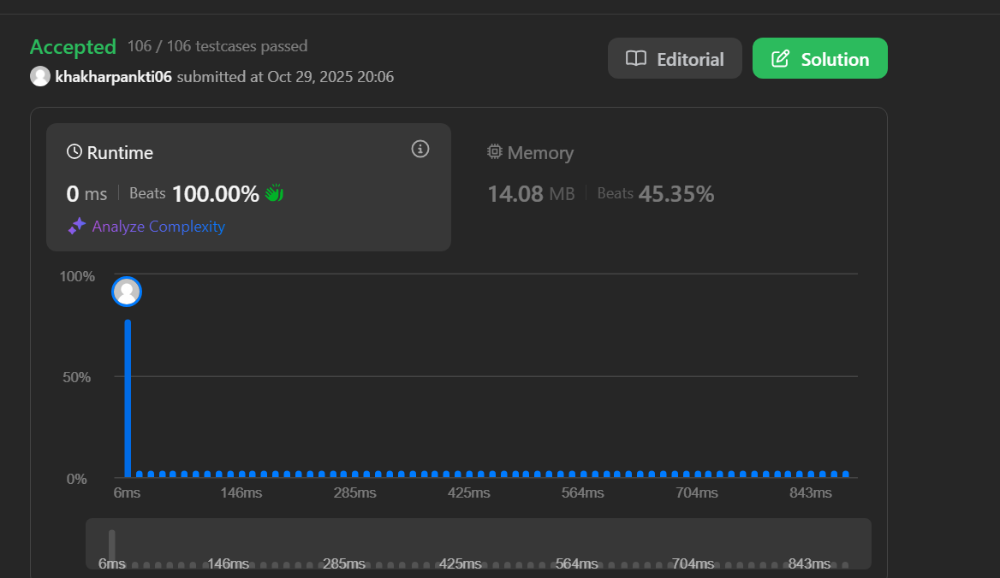 Accepted 106 / 106 testcases passed
khakharpankti06 submitted at Oct 29, 2025 20:06
Editorial
Solution
Runtime
0 ms Beats 100.00%
Analyze Complexity
Memory
14.08 MB Beats 45.35%
100%
50%
0%
6ms 146ms 285ms 425ms 564ms 704ms 843ms
6ms 146ms 285ms 425ms 564ms 704ms 843ms